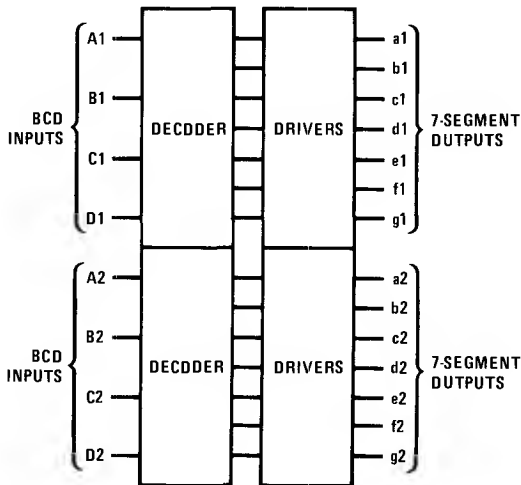 A1
B1
C1
D1
BCD
INPUTS
DECDDER
DRIVERS
a1
b1
c1
d1
e1
f1
g1
7-SEGMENT
DUTPUTS
A2
B2
C2
D2
BCD
INPUTS
DECDDER
DRIVERS
a2
b2
c2
d2
e2
f2
g2
7-SEGMENT
DUTPUTS